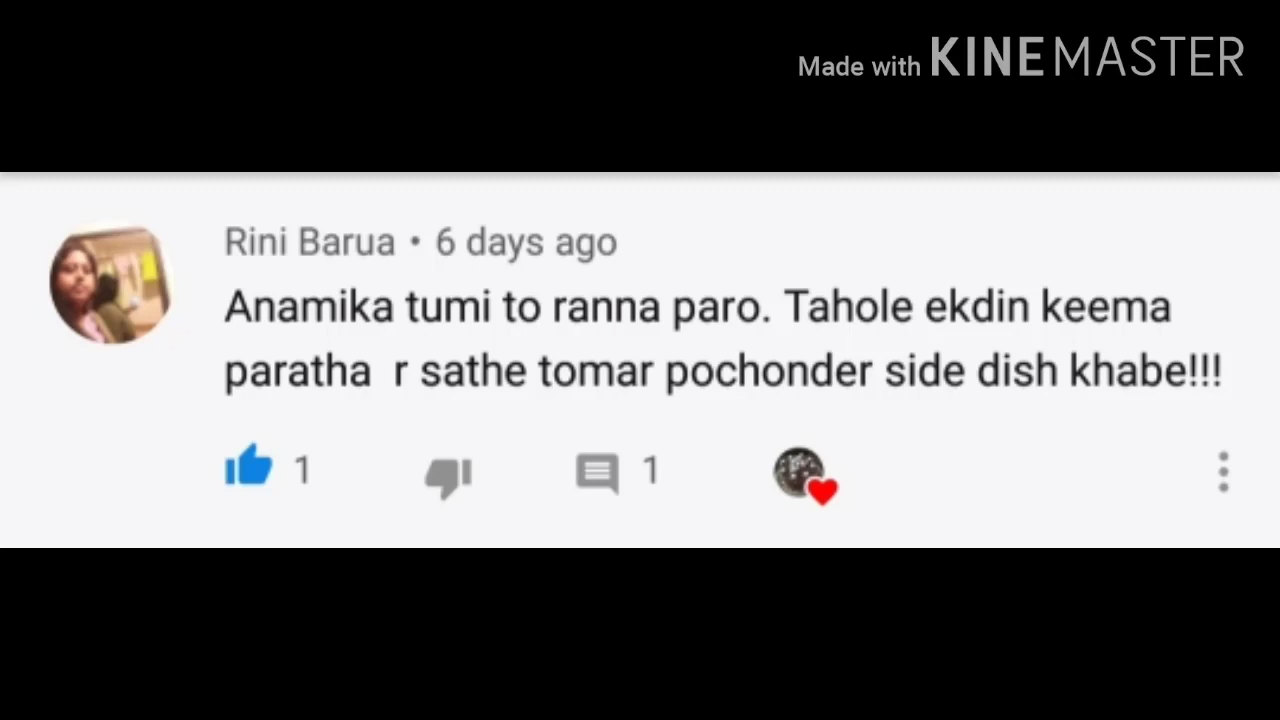 Made with KINEMASTER
Rini Barua • 6 days ago
Anamika tumi to ranna paro. Tahole ekdin keema
paratha r sathe tomar pochonder side dish khabe!!!
1 1